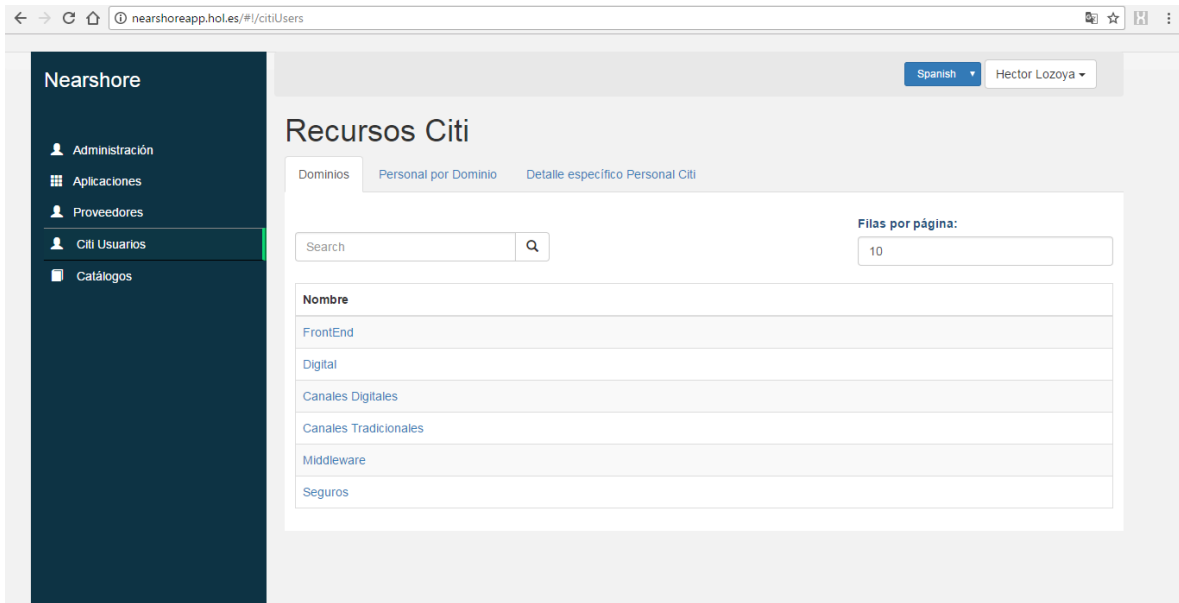 nearshoreapp.hol.es/#!/citiUsers
Nearshore
Spanish
Hector Lozoya
Administración
Aplicaciones
Proveedores
Citi Usuarios
Catálogos
Recursos Citi
Dominios
Personal por Dominio
Detalle específico Personal Citi
Filas por página:
Search
10
Nombre
FrontEnd
Digital
Canales Digitales
Canales Tradicionales
Middleware
Seguros